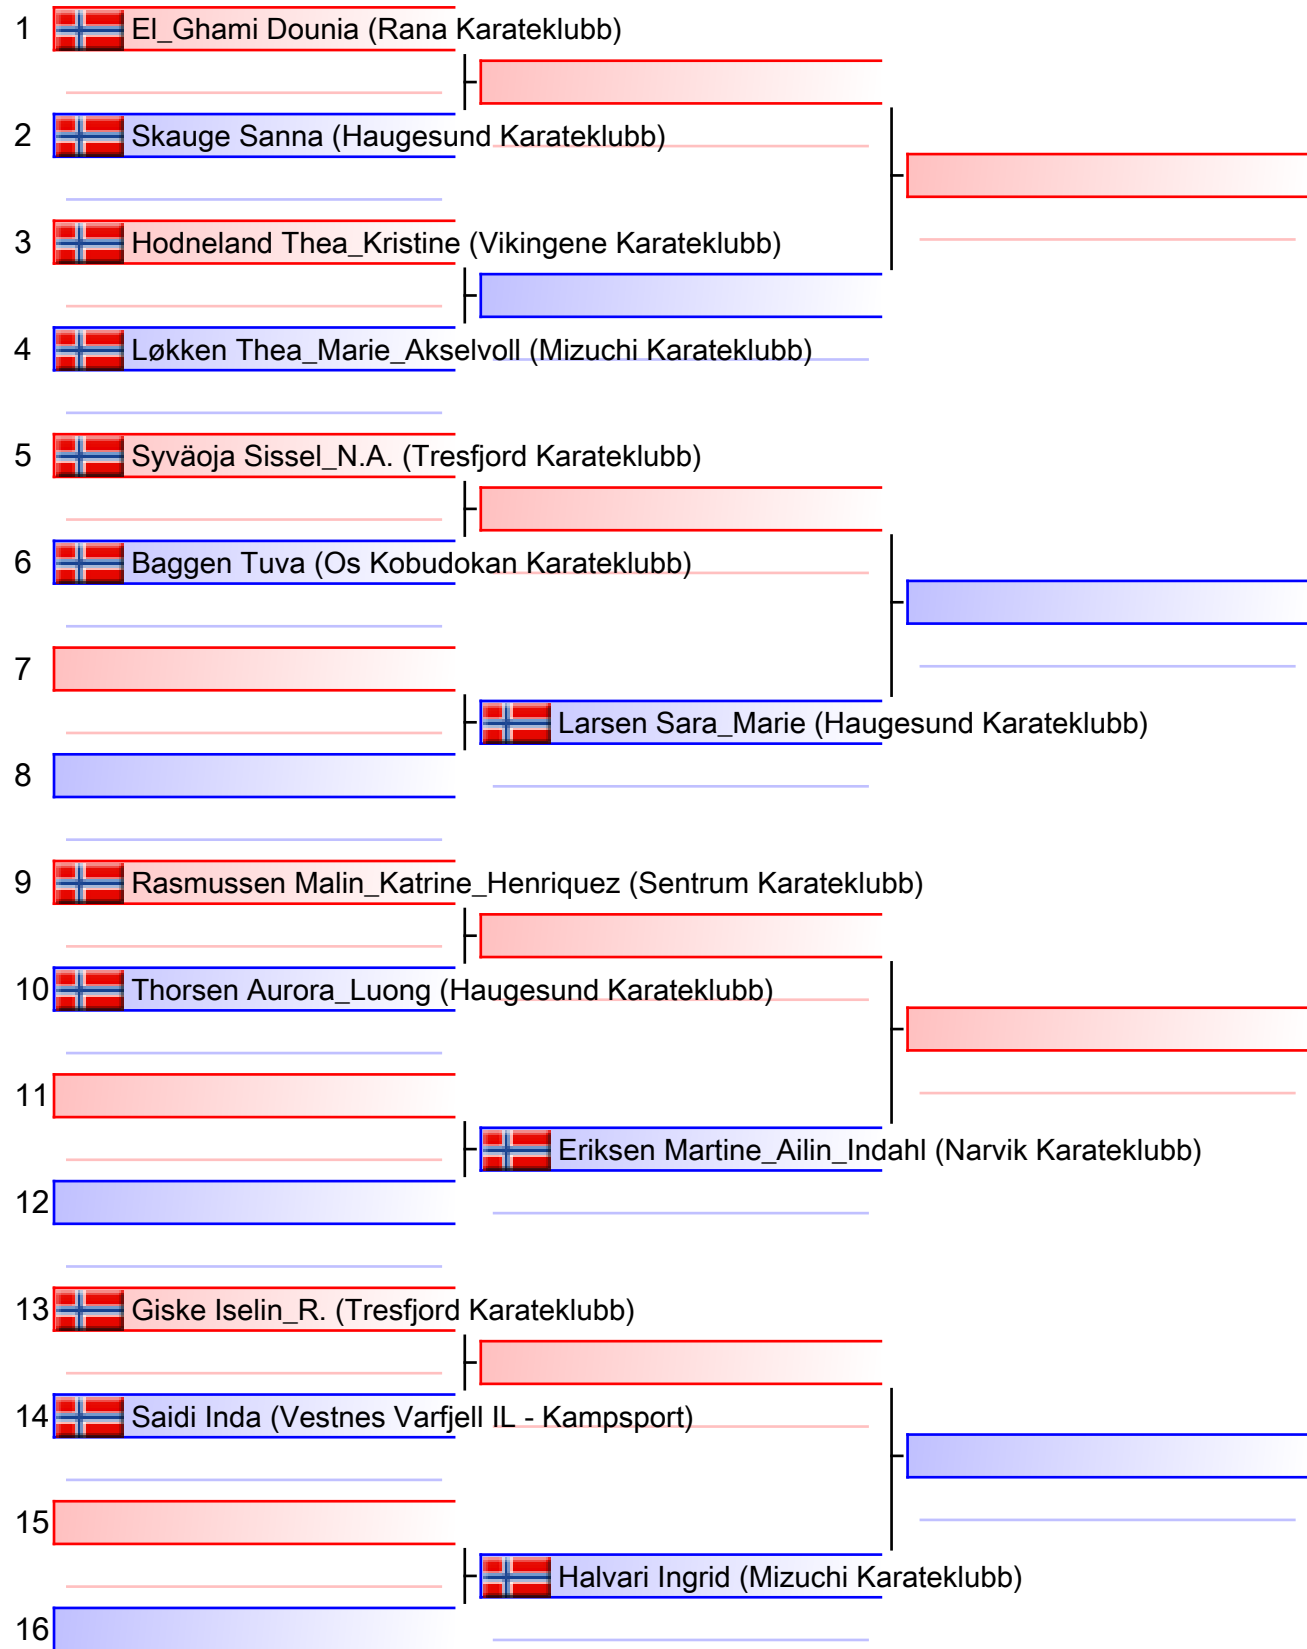 1 El_Ghami Dounia (Rana Karateklubb)
2 Skauge Sanna (Haugesund Karateklubb)
3 Hodneland Thea_Kristine (Vikingene Karateklubb)
4 Løkken Thea_Marie_Akselvoll (Mizuchi Karateklubb)
5 Syväoja Sissel_N.A. (Tresfjord Karateklubb)
6 Baggen Tuva (Os Kobudokan Karateklubb)
7
Larsen Sara_Marie (Haugesund Karateklubb)
8
9 Rasmussen Malin_Katrine_Henriquez (Sentrum Karateklubb)
10 Thorsen Aurora_Luong (Haugesund Karateklubb)
11
Eriksen Martine_Ailin_Indahl (Narvik Karateklubb)
12
13 Giske Iselin_R. (Tresfjord Karateklubb)
14 Saidi Inda (Vestnes Varfjell IL - Kampsport)
15
Halvari Ingrid (Mizuchi Karateklubb)
16